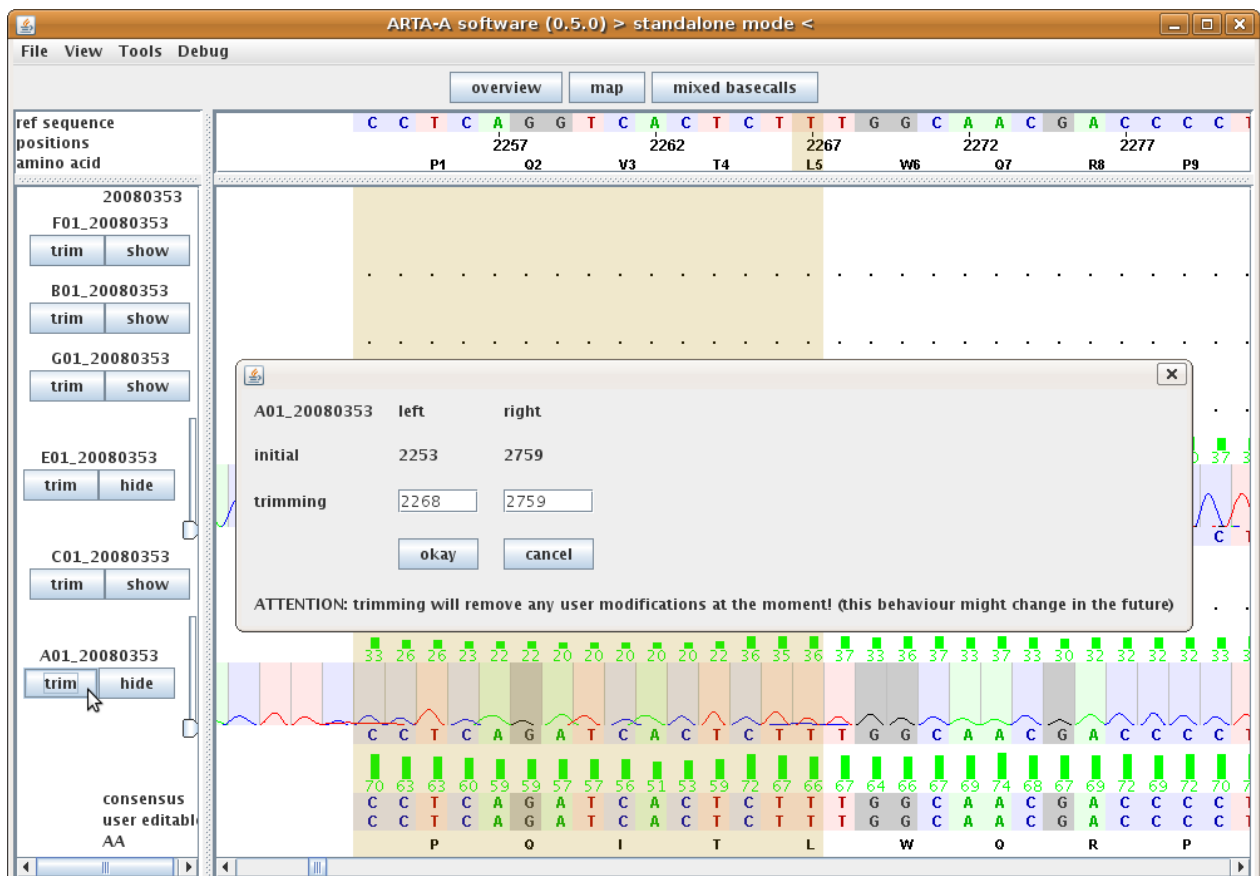 ARTA-A software (0.5.0) > standalone mode <
File View Tools Debug
overview map mixed basecalls
ref sequence C C T C A G G T C A C T C T T T G G C A A C G A C C C C T
positions 2257 2262 2267 2272 2277
amino acid P1 Q2 V3 T4 L5 W6 Q7 R8 P9
20080353
F01_20080353
trim show
B01_20080353
trim show
G01_20080353
trim show
A01_20080353 left right
initial 2253 2759
trimming 2268 2759
okay cancel
ATTENTION: trimming will remove any user modifications at the moment! (this behaviour might change in the future)
E01_20080353
37
trim hide
C T
C01_20080353
trim show
A01_20080353
33 26 26 23 22 22 20 20 20 20 20 22 36 35 36 37 33 36 37 33 37 33 30 32 32 32 32 33
trim hide
C C T C A G A T C A C T C T T T G G C A A C G A C C C C T
70 63 63 60 59 59 57 57 56 51 53 59 72 67 66 67 64 66 67 69 74 68 67 69 72 69 72 70
consensus C C T C A G A T C A C T C T T T G G C A A C G A C C C C T
user editabl C C T C A G A T C A C T C T T T G G C A A C G A C C C C T
AA P Q I T L W Q R P